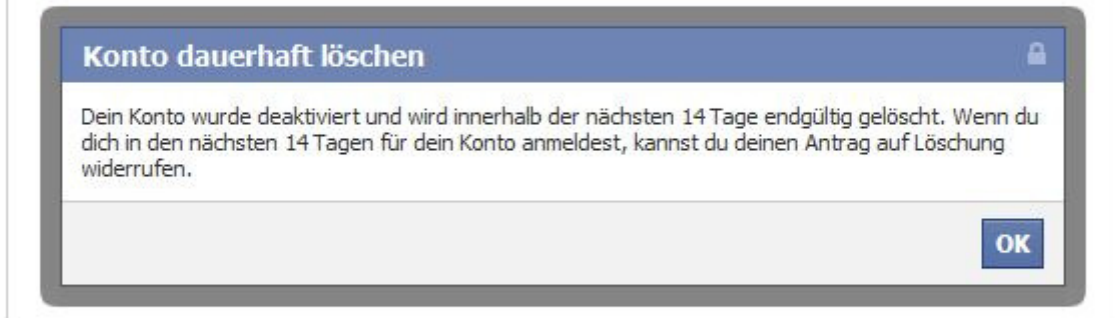 Konto dauerhaft löschen
Dein Konto wurde deaktiviert und wird innerhalb der nächsten 14 Tage endgültig gelöscht. Wenn du
dich in den nächsten 14 Tagen für dein Konto anmeldest, kannst du deinen Antrag auf Löschung
widerrufen.
OK